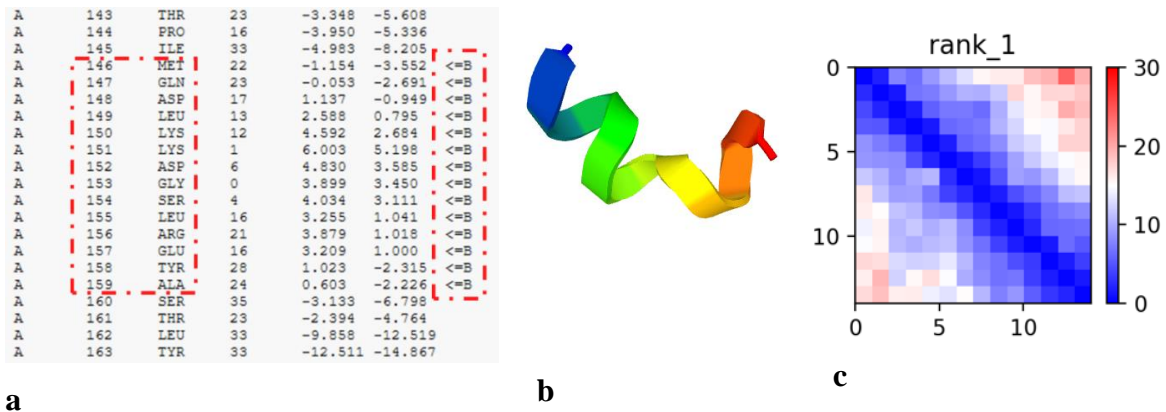 A 143 THR 23 -3.348 -5.608
A 144 PRO 16 -3.950 -5.336
A 145 ILE 33 -4.983 -8.205
A 146 MET 22 -1.154 -3.552 <=B
A 147 GLN 23 -0.053 -2.691 <=B
A 148 ASP 17 1.137 -0.949 <=B
A 149 LEU 13 2.588 0.795 <=B
A 150 LYS 12 4.592 2.684 <=B
A 151 LYS 1 6.003 5.198 <=B
A 152 ASP 6 4.830 3.585 <=B
A 153 GLY 0 3.899 3.450 <=B
A 154 SER 4 4.034 3.111 <=B
A 155 LEU 16 3.255 1.041 <=B
A 156 ARG 21 3.879 1.018 <=B
A 157 GLU 16 3.209 1.000 <=B
A 158 TYR 28 1.023 -2.315 <=B
A 159 ALA 24 0.603 -2.226 <=B
A 160 SER 35 -3.133 -6.798
A 161 THR 23 -2.394 -4.764
A 162 LEU 33 -9.858 -12.519
A 163 TYR 33 -12.511 -14.867
a
b
rank_1
0
5
10
0 5 10
30
20
10
0
c